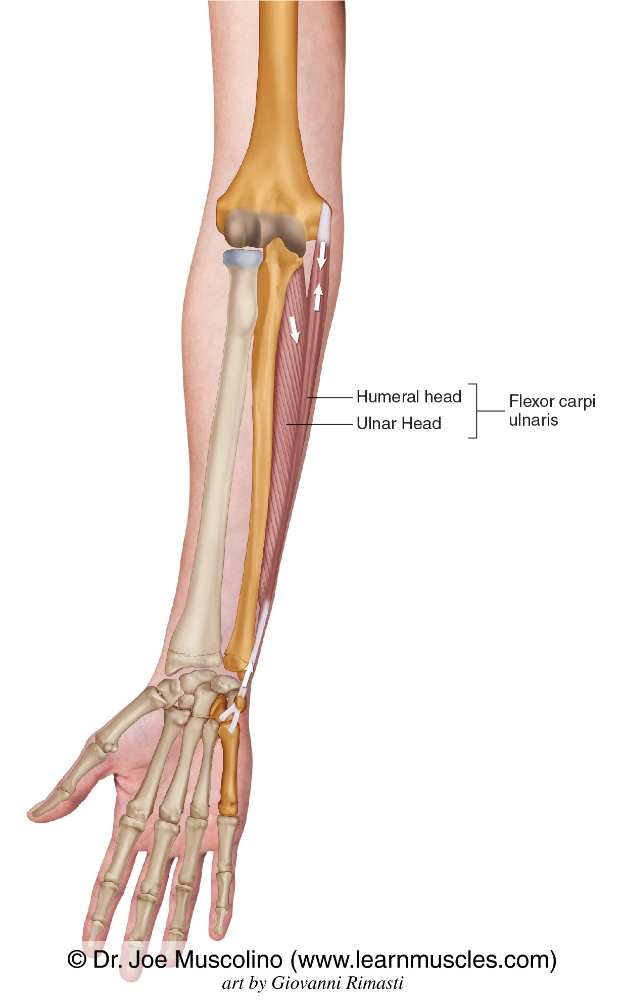 Humeral head
Ulnar Head
Flexor carpi
ulnaris
© Dr. Joe Muscolino (www.learnmuscles.com)
art by Giovanni Rimasti